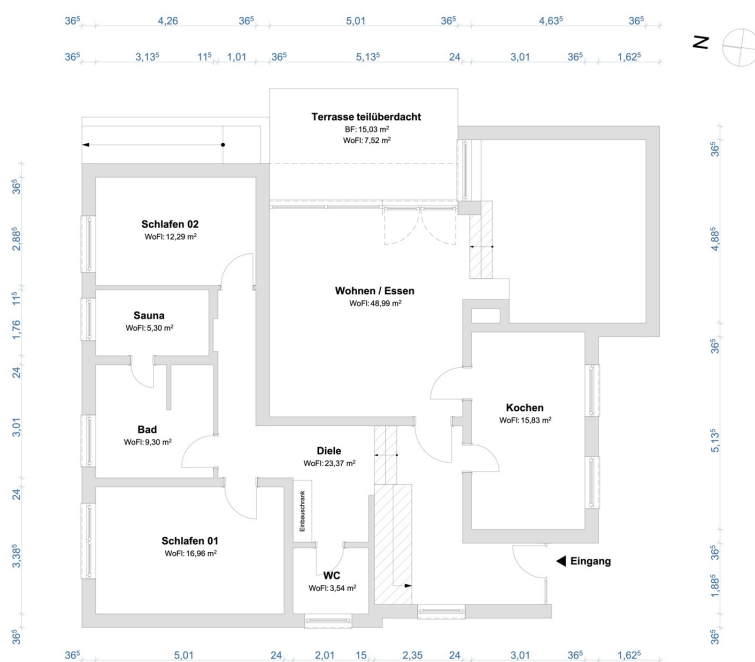 36⁵ 4,26 36⁵ 5,01 36⁵ 4,63⁵ 36⁵
36⁵ 3,13⁵ 11⁵ 1,01 36⁵ 5,13⁵ 24 3,01 36⁵ 1,62⁵
N
Terrasse teilüberdacht
BF: 15,03 m²
WoFl: 7,52 m²
Schlafen 02
WoFl: 12,29 m²
Wohnen / Essen
WoFl: 48,99 m²
Sauna
WoFl: 5,30 m²
Kochen
WoFl: 15,83 m²
Bad
WoFl: 9,30 m²
Diele
WoFl: 23,37 m²
Einbauschrank
Schlafen 01
WoFl: 16,96 m²
WC
WoFl: 3,54 m²
Eingang
36⁵
2,88⁵
11⁵
1,76
24
3,01
24
3,38⁵
36⁵
36⁵
4,88⁵
36⁵
5,13⁵
36⁵
1,88⁵
36⁵
36⁵ 5,01 24 2,01 15 2,35 24 3,01 36⁵ 1,62⁵